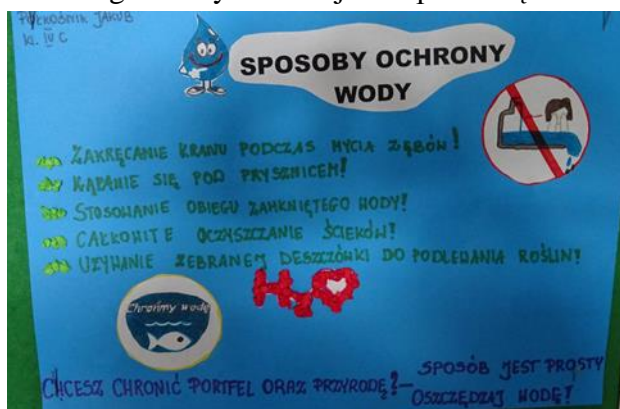 JAKUB
kl. IV C
SPOSOBY OCHRONY
WODY
ZAKRĘCANIE KRANU PODCZAS MYCIA ZĘBÓW!
KĄPANIE SIĘ POD PRYSZNICEM!
STOSOWANIE OBIEGU ZAMKNIĘTEGO WODY!
CAŁKOWITE OCZYSZCZANIE ŚCIEKÓW!
UŻYWANIE ZEBRANEJ DESZCZÓWKI DO PODLEWANIA ROŚLIN!
H2O
Chrońmy wodę
CHCESZ CHRONIĆ PORTFEL ORAZ PRZYRODĘ? – SPOSÓB JEST PROSTY
OSZCZĘDZAJ WODĘ!